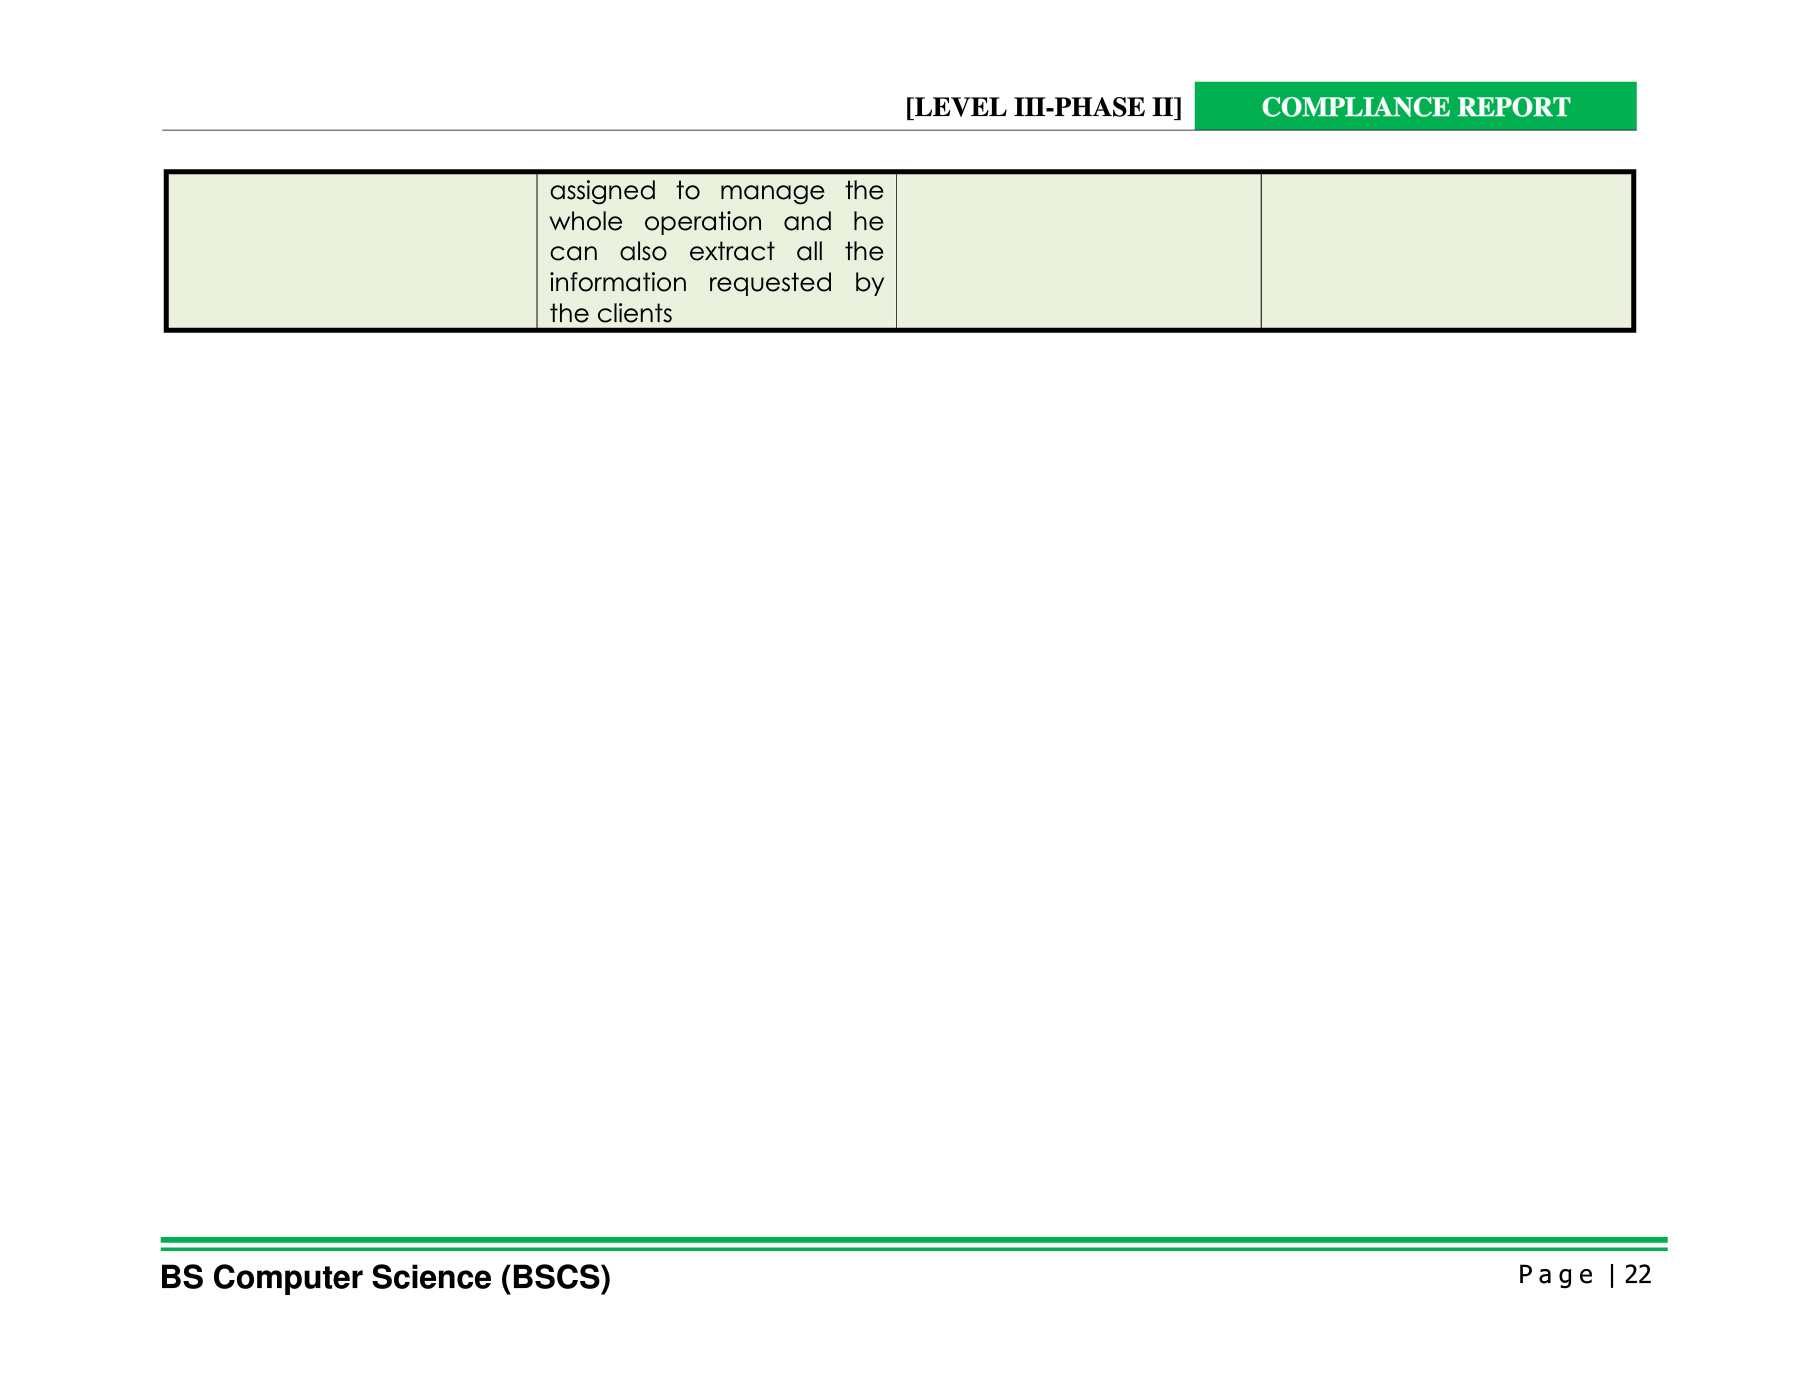 [LEVEL III-PHASE II] COMPLIANCE REPORT
assigned to manage the
whole operation and he
can also extract all the
information requested by
the clients
BS Computer Science (BSCS)
Page | 22